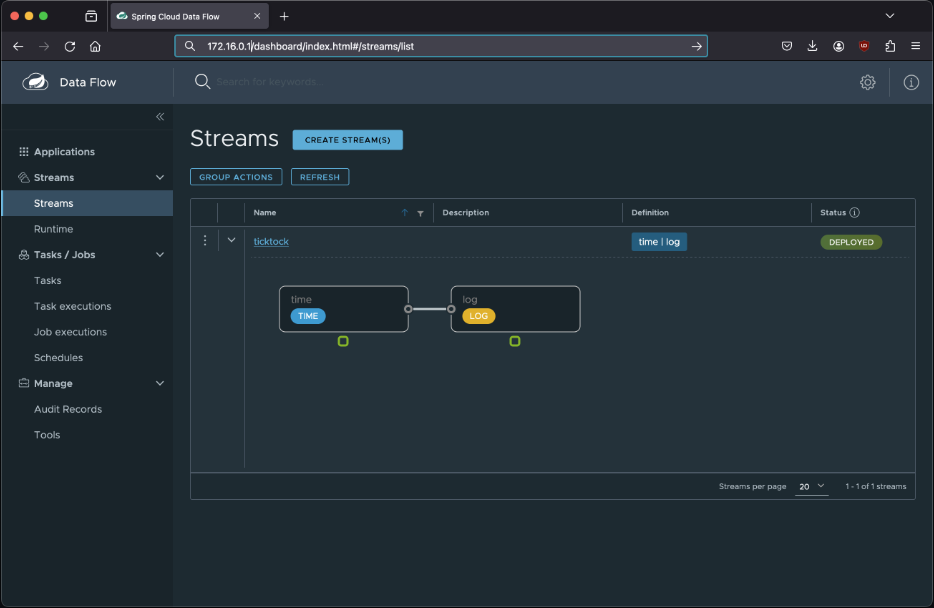 Spring Cloud Data Flow
172.16.0.1/dashboard/index.html#/streams/list
UD
Data Flow
Search for keywords...
Applications
Streams
Streams
Runtime
Tasks / Jobs
Tasks
Task executions
Job executions
Schedules
Manage
Audit Records
Tools
Streams
CREATE STREAM(S)
GROUP ACTIONS
REFRESH
Name Description Definition Status
ticktock time | log DEPLOYED
time log
TIME LOG
Streams per page 20 1 - 1 of 1 streams